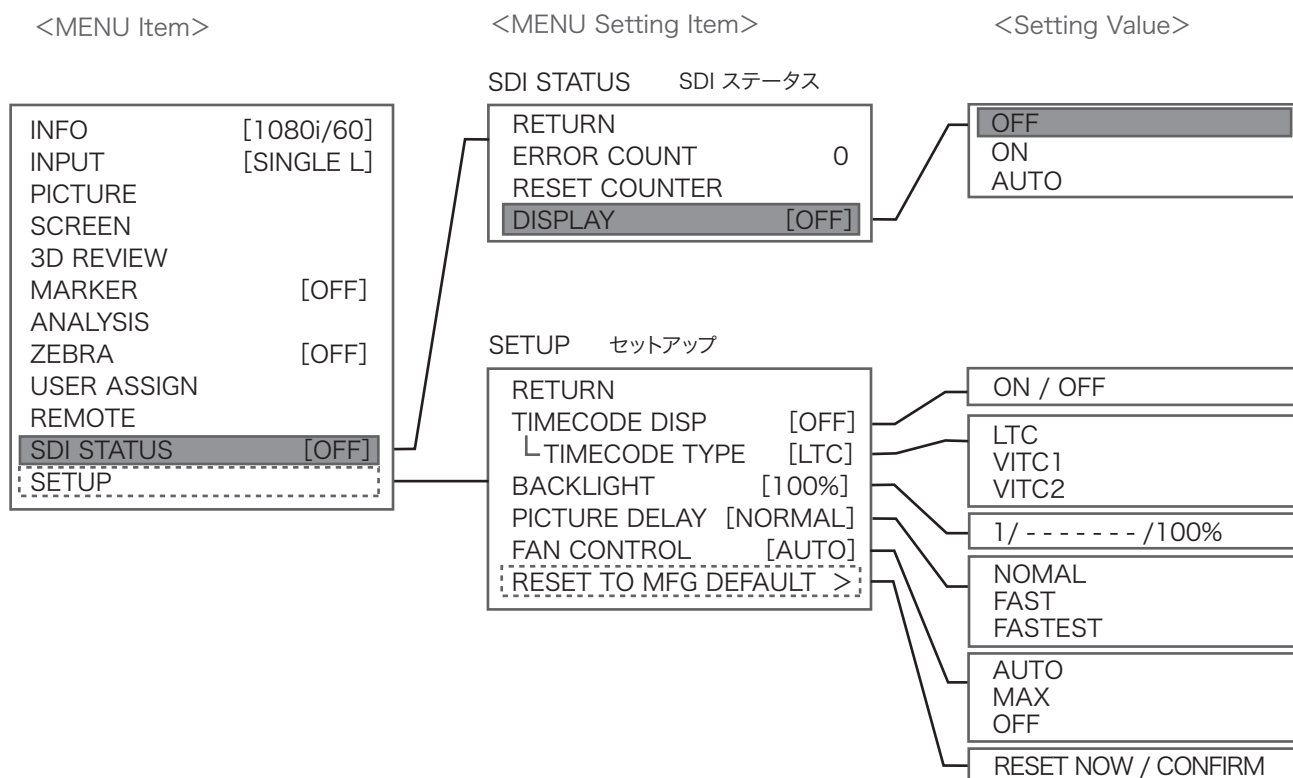 <MENU Item>
<MENU Setting Item>
<Setting Value>
INFO [1080i/60]
INPUT [SINGLE L]
PICTURE
SCREEN
3D REVIEW
MARKER [OFF]
ANALYSIS
ZEBRA [OFF]
USER ASSIGN
REMOTE
SDI STATUS [OFF]
SETUP
SDI STATUS SDI ステータス
RETURN
ERROR COUNT 0
RESET COUNTER
DISPLAY [OFF]
OFF
ON
AUTO
SETUP セットアップ
RETURN
TIMECODE DISP [OFF]
└TIMECODE TYPE [LTC]
BACKLIGHT [100%]
PICTURE DELAY [NORMAL]
FAN CONTROL [AUTO]
RESET TO MFG DEFAULT >
ON / OFF
LTC
VITC1
VITC2
1/ - - - - - - - /100%
NOMAL
FAST
FASTEST
AUTO
MAX
OFF
RESET NOW / CONFIRM